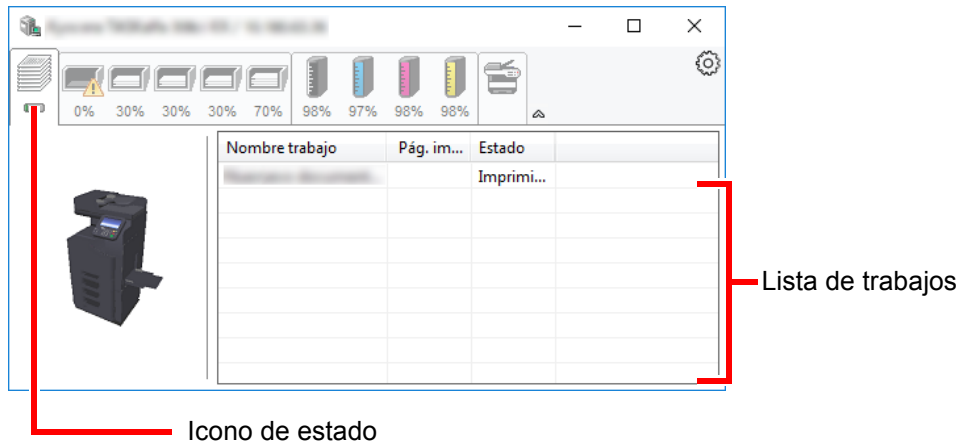 0% 30% 30% 30% 70% 98% 97% 98% 98%
Nombre trabajo Pág. im... Estado
Imprimi...
Lista de trabajos
Icono de estado